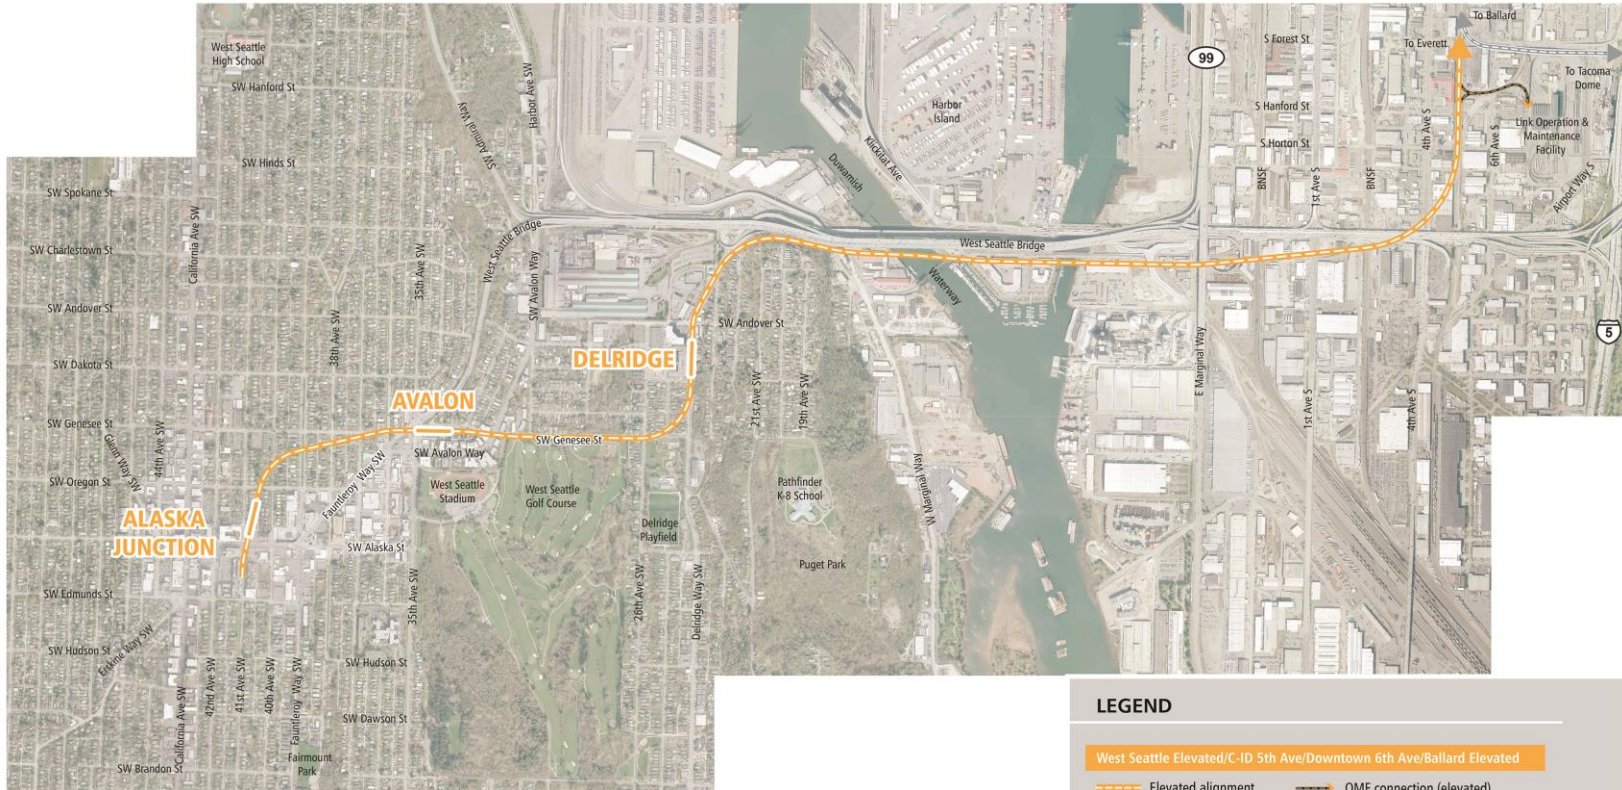 To Ballard
S Forest St
To Everett
West Seattle
High School
99
To Tacoma
Dome
SW Hanford St
Harbor Ave SW
SW Admiral Way
Harbor
Island
S Hanford St
Link Operation &
Maintenance
Facility
4th Ave S
6th Ave S
S Horton St
Klickitat Ave
Duwamish
SW Hinds St
BNSF
1st Ave S
BNSF
Airport Way S
SW Spokane St
California Ave SW
West Seattle Bridge
West Seattle Bridge
SW Charlestown St
35th Ave SW
SW Avalon Way
Waterway
SW Andover St
SW Andover St
38th Ave SW
5
E Marginal Way
DELRIDGE
SW Dakota St
AVALON
21st Ave SW
19th Ave SW
1st Ave S
4th Ave S
SW Genesee St
SW Genesee St
Glenn Way SW
44th Ave SW
SW Avalon Way
Fauntleroy Way SW
SW Oregon St
West Seattle
Stadium
West Seattle
Golf Course
Pathfinder
K-8 School
W Marginal Way
ALASKA
JUNCTION
Delridge
Playfield
SW Alaska St
Puget Park
SW Edmunds St
35th Ave SW
26th Ave SW
Delridge Way SW
SW Hudson St
Erskine Way SW
SW Hudson St
California Ave SW
42nd Ave SW
41st Ave SW
40th Ave SW
Fauntleroy Way SW
SW Dawson St
Fairmount
Park
SW Brandon St
LEGEND
West Seattle Elevated/C-ID 5th Ave/Downtown 6th Ave/Ballard Elevated
Elevated alignment
OMF connection (elevated)